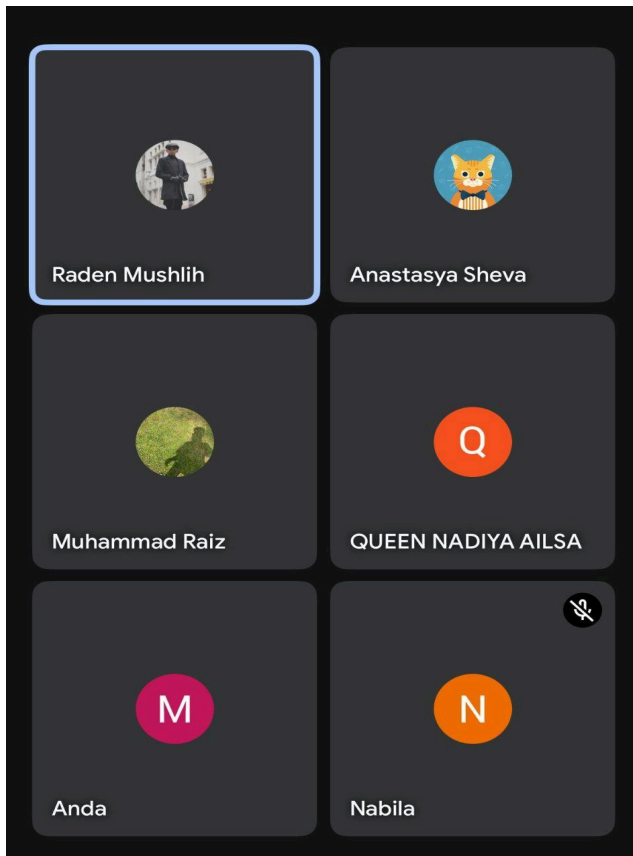 Raden Mushlih
Anastasya Sheva
Muhammad Raiz
Q
QUEEN NADIYA AILSA
M
Anda
N
Nabila